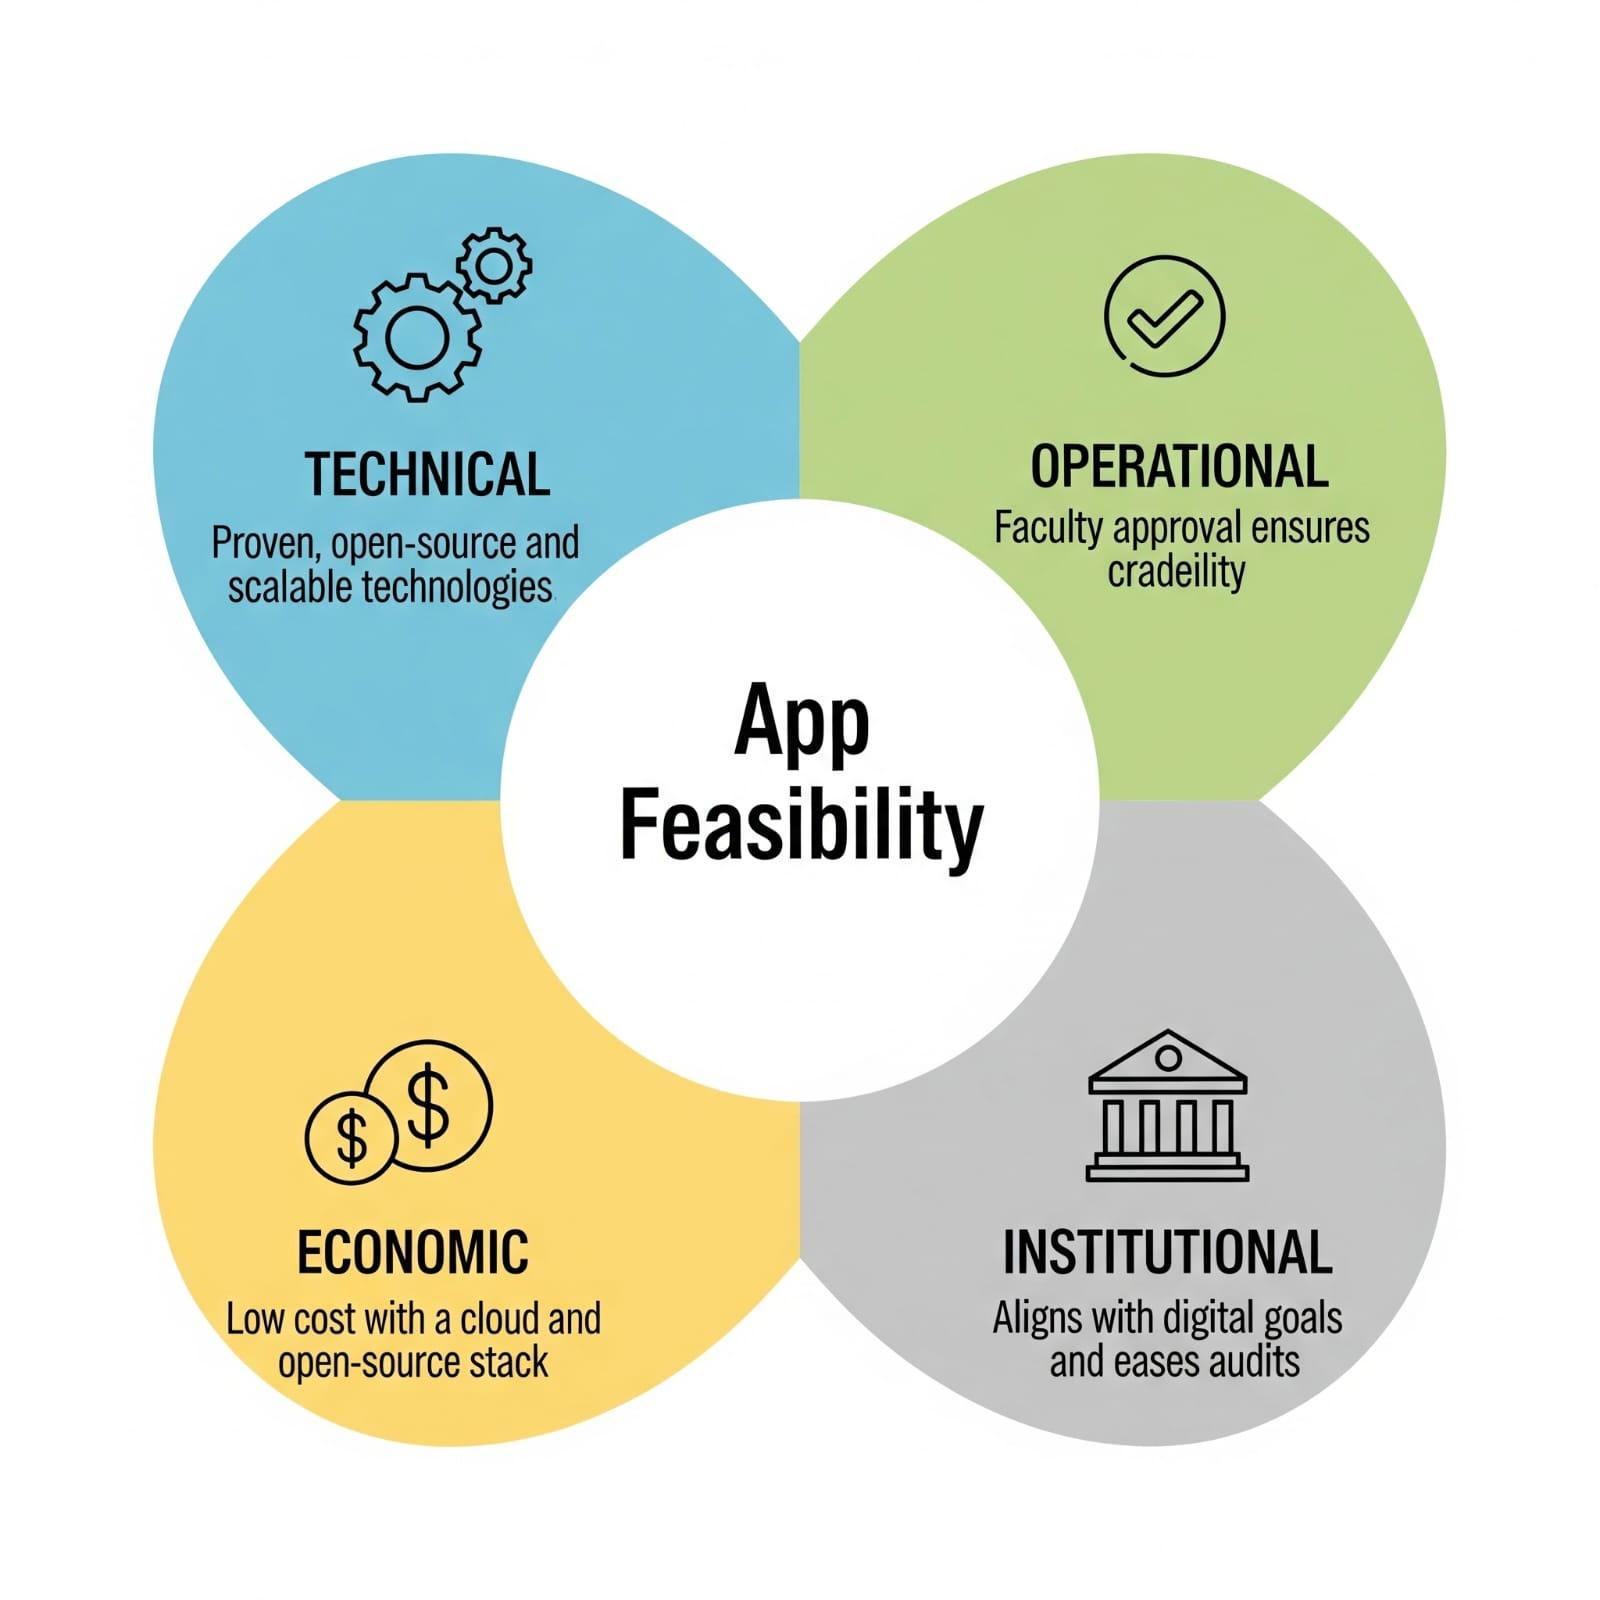 TECHNICAL
Proven, open-source and
scalable technologies.
OPERATIONAL
Faculty approval ensures
cradeility
App
Feasibility
$
$
ECONOMIC
Low cost with a cloud and
open-source stack
INSTITUTIONAL
Aligns with digital goals
and eases audits